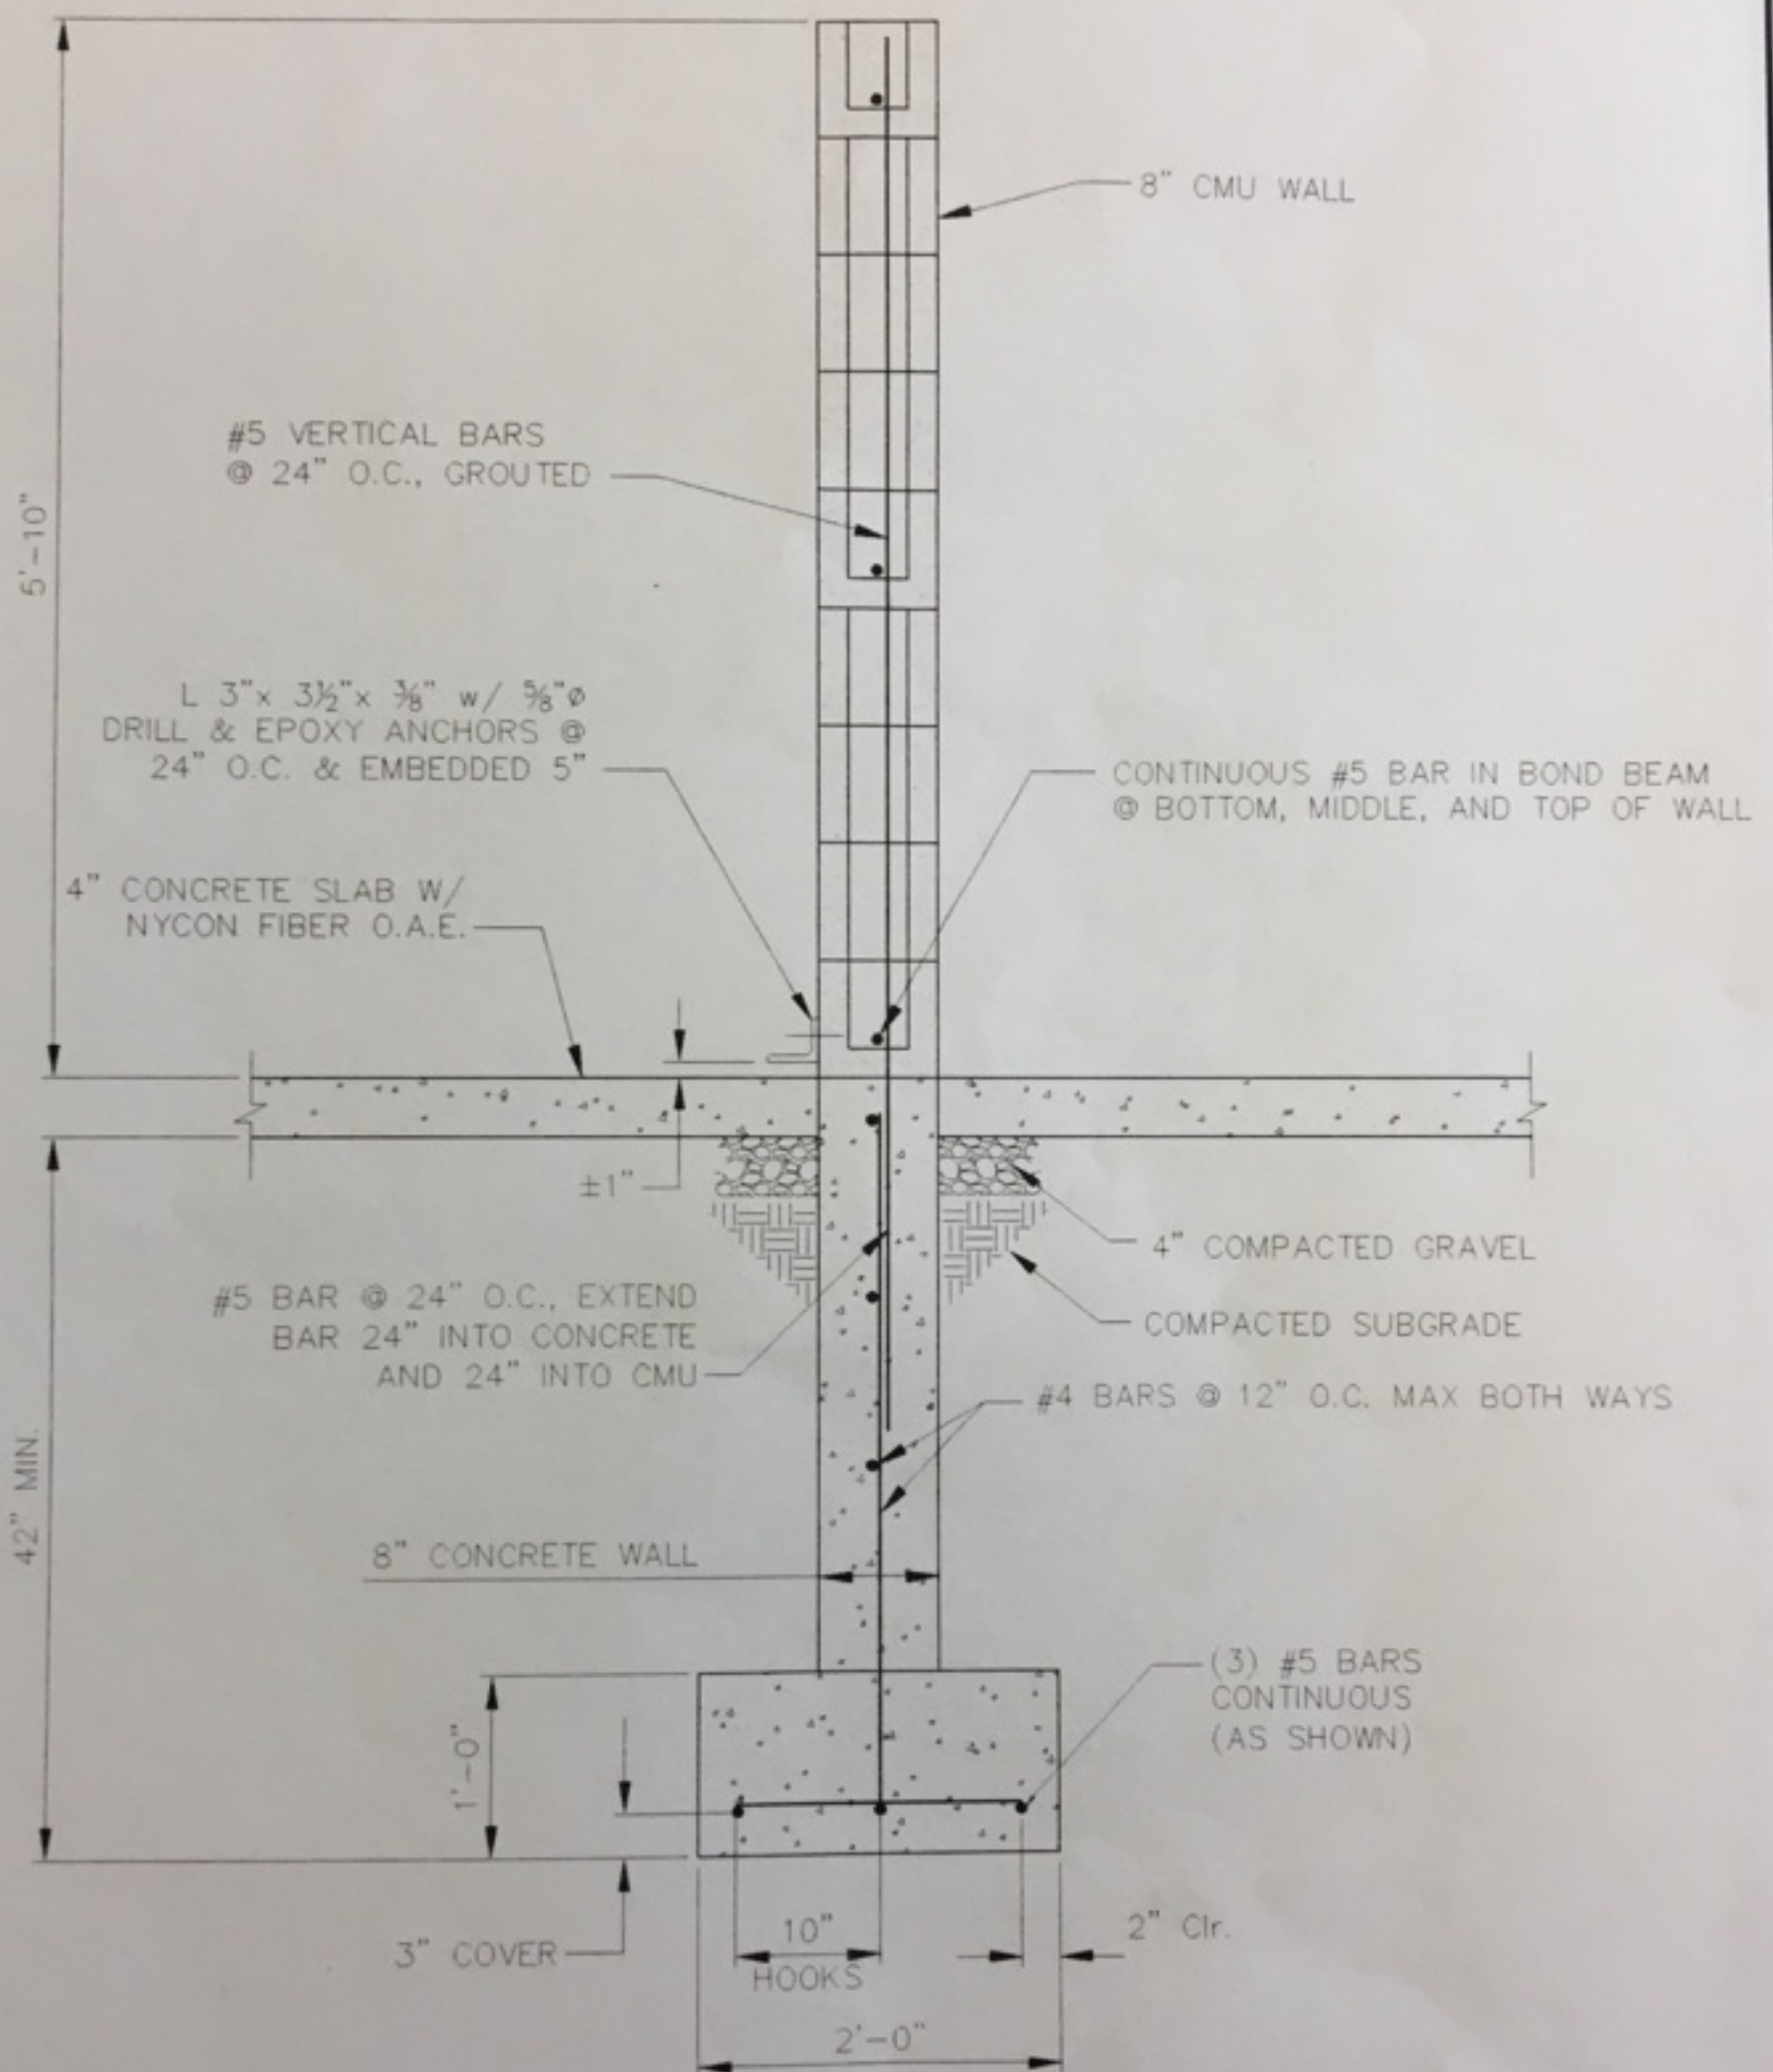 8" CMU WALL
#5 VERTICAL BARS
@ 24" O.C., GROUTED
5'-10"
L 3"x 3½"x ⅜" w/ ⅝"ø
DRILL & EPOXY ANCHORS @
24" O.C. & EMBEDDED 5"
CONTINUOUS #5 BAR IN BOND BEAM
@ BOTTOM, MIDDLE, AND TOP OF WALL
4" CONCRETE SLAB W/
NYCON FIBER O.A.E.
±1"
4" COMPACTED GRAVEL
#5 BAR @ 24" O.C., EXTEND
BAR 24" INTO CONCRETE
AND 24" INTO CMU
COMPACTED SUBGRADE
#4 BARS @ 12" O.C. MAX BOTH WAYS
42" MIN.
8" CONCRETE WALL
(3) #5 BARS
CONTINUOUS
(AS SHOWN)
1'-0"
3" COVER
10"
HOOKS
2" Clr.
2'-0"